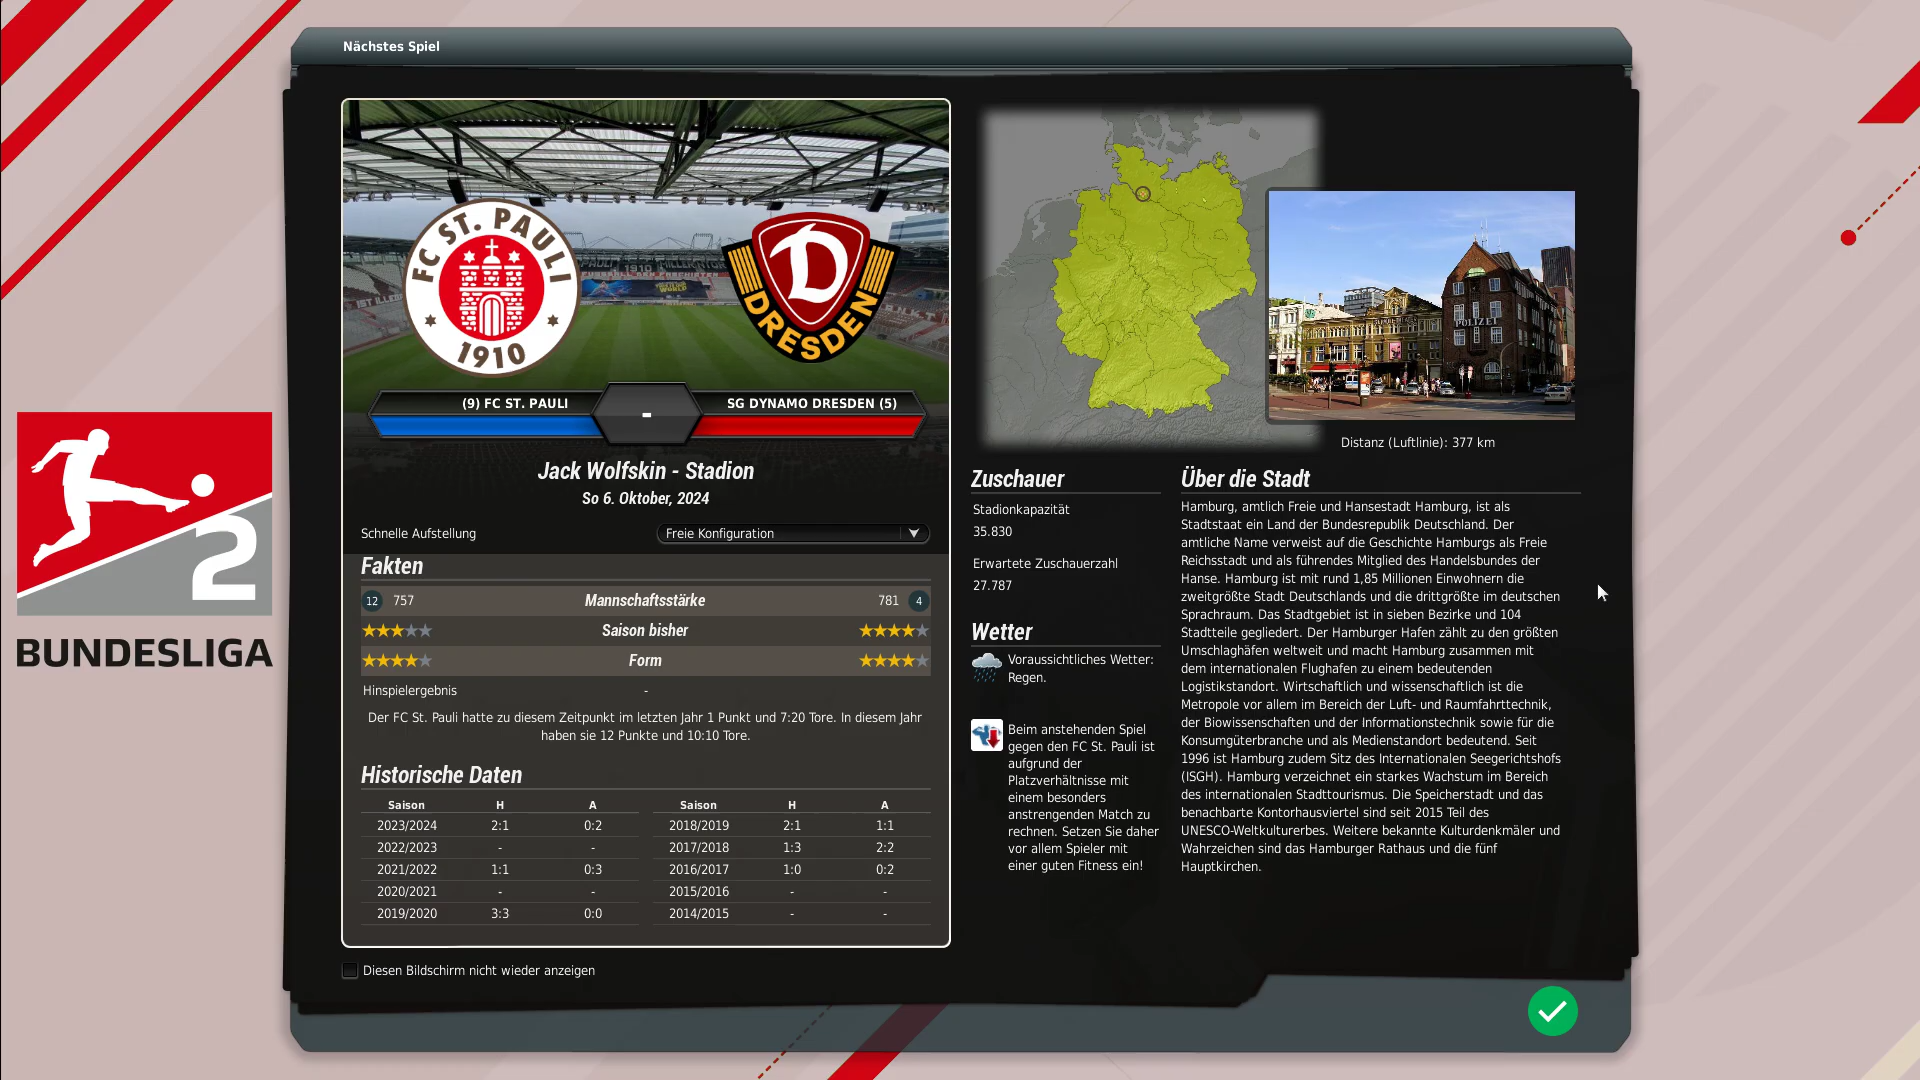 Nächstes Spiel
FC ST. PAULI
1910
D
DRESDEN
(9) FC ST. PAULI
-
SG DYNAMO DRESDEN (5)
Jack Wolfskin - Stadion
So 6. Oktober, 2024
Schnelle Aufstellung
Freie Konfiguration
Fakten
12 757 Mannschaftsstärke 781 4
Saison bisher
Form
Hinspielergebnis -
Der FC St. Pauli hatte zu diesem Zeitpunkt im letzten Jahr 1 Punkt und 7:20 Tore. In diesem Jahr
haben sie 12 Punkte und 10:10 Tore.
Historische Daten
Saison H A Saison H A
2023/2024 2:1 0:2 2018/2019 2:1 1:1
2022/2023 - - 2017/2018 1:3 2:2
2021/2022 1:1 0:3 2016/2017 1:0 0:2
2020/2021 - - 2015/2016 - -
2019/2020 3:3 0:0 2014/2015 - -
Diesen Bildschirm nicht wieder anzeigen
POLIZEI
Distanz (Luftlinie): 377 km
Zuschauer
Stadionkapazität
35.830
Erwartete Zuschauerzahl
27.787
Wetter
Voraussichtliches Wetter:
Regen.
Beim anstehenden Spiel
gegen den FC St. Pauli ist
aufgrund der
Platzverhältnisse mit
einem besonders
anstrengenden Match zu
rechnen. Setzen Sie daher
vor allem Spieler mit
einer guten Fitness ein!
Über die Stadt
Hamburg, amtlich Freie und Hansestadt Hamburg, ist als
Stadtstaat ein Land der Bundesrepublik Deutschland. Der
amtliche Name verweist auf die Geschichte Hamburgs als Freie
Reichsstadt und als führendes Mitglied des Handelsbundes der
Hanse. Hamburg ist mit rund 1,85 Millionen Einwohnern die
zweitgrößte Stadt Deutschlands und die drittgrößte im deutschen
Sprachraum. Das Stadtgebiet ist in sieben Bezirke und 104
Stadtteile gegliedert. Der Hamburger Hafen zählt zu den größten
Umschlaghäfen weltweit und macht Hamburg zusammen mit
dem internationalen Flughafen zu einem bedeutenden
Logistikstandort. Wirtschaftlich und wissenschaftlich ist die
Metropole vor allem im Bereich der Luft- und Raumfahrttechnik,
der Biowissenschaften und der Informationstechnik sowie für die
Konsumgüterbranche und als Medienstandort bedeutend. Seit
1996 ist Hamburg zudem Sitz des Internationalen Seegerichtshofs
(ISGH). Hamburg verzeichnet ein starkes Wachstum im Bereich
des internationalen Stadttourismus. Die Speicherstadt und das
benachbarte Kontorhausviertel sind seit 2015 Teil des
UNESCO-Weltkulturerbes. Weitere bekannte Kulturdenkmäler und
Wahrzeichen sind das Hamburger Rathaus und die fünf
Hauptkirchen.
2
BUNDESLIGA